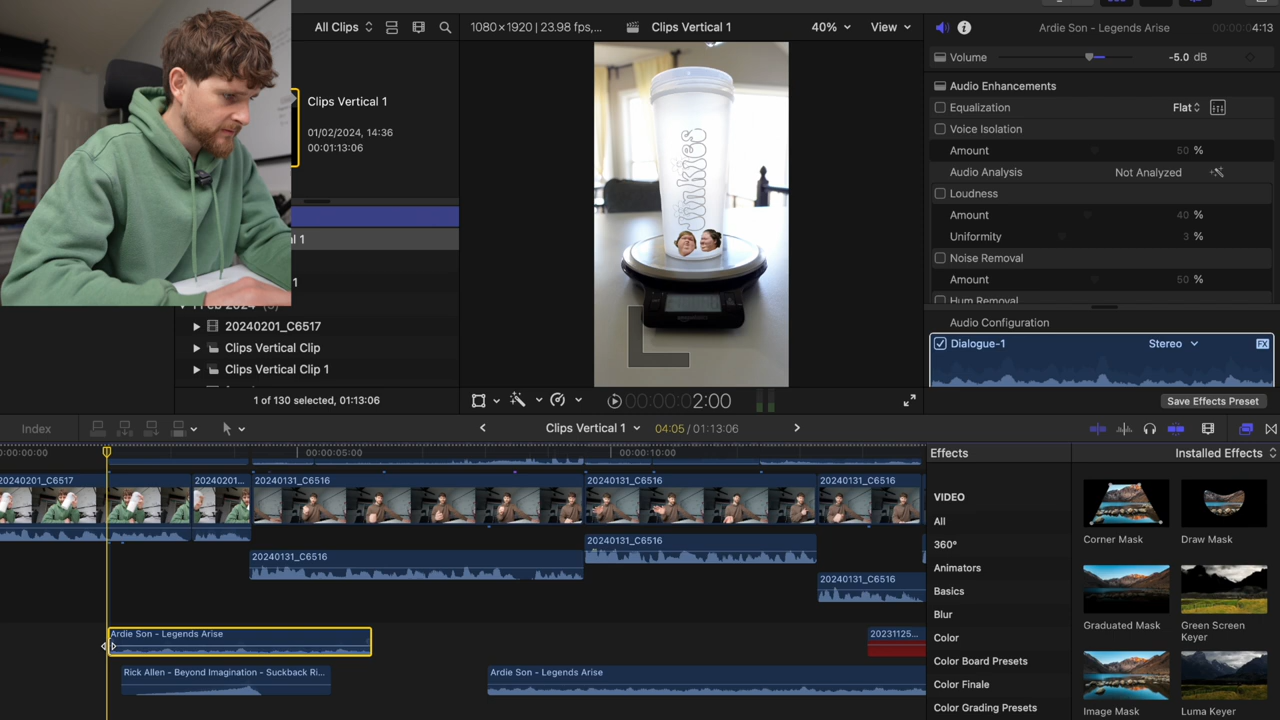 All Clips
1080×1920 | 23.98 fps,...
Clips Vertical 1
40%
View
Ardie Son - Legends Arise
00:00:04:13
Volume
-5.0 dB
Clips Vertical 1
01/02/2024, 14:36
00:01:13:06
Audio Enhancements
Equalization
Flat
Voice Isolation
Amount
50 %
Audio Analysis
Not Analyzed
Loudness
Amount
40 %
Uniformity
3 %
Noise Removal
Amount
50 %
Hum Removal
Audio Configuration
Dialogue-1
Stereo
FX
Save Effects Preset
Junkies
al 1
1
20240201_C6517
Clips Vertical Clip
Clips Vertical Clip 1
1 of 130 selected, 01:13:06
00:00:00:02:00
Index
Clips Vertical 1
04:05 / 01:13:06
00:00:00:00
00:00:05:00
00:00:10:00
_C6517
20240201...
20240131_C6516
20240131_C6516
20240131_C6516
20240131_C6516
20240131_C6516
20240131_C6516
Ardie Son - Legends Arise
20231125...
Rick Allen - Beyond Imagination - Suckback Ri...
Ardie Son - Legends Arise
Effects
Installed Effects
VIDEO
All
360°
Animators
Basics
Blur
Color
Color Board Presets
Color Finale
Color Grading Presets
Corner Mask
Draw Mask
Graduated Mask
Green Screen
Keyer
Image Mask
Luma Keyer